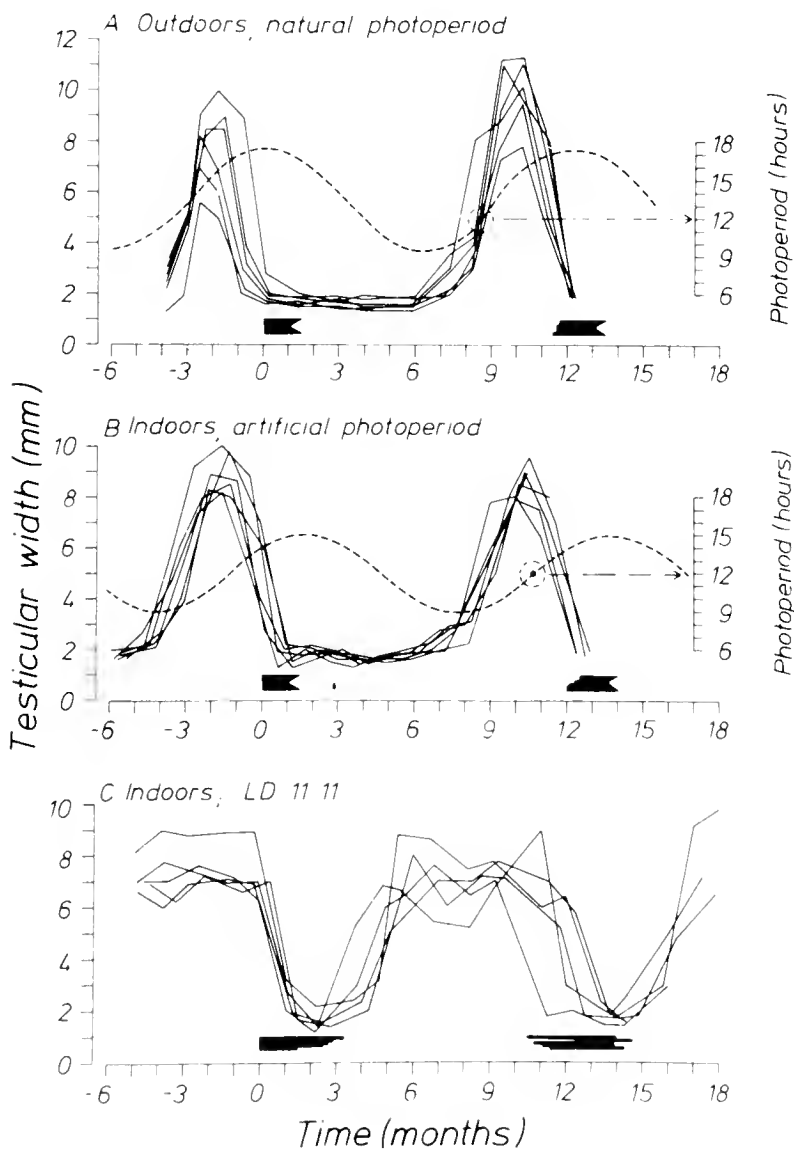 A Outdoors, natural photoperiod
12
10
8
6
4
2
0
18
15
12
9
6
Photoperiod (hours)
-6 -3 0 3 6 9 12 15 18
B Indoors, artificial photoperiod
10
8
6
4
2
0
18
15
12
9
6
Photoperiod (hours)
-6 -3 0 3 6 9 12 15 18
Testicular width (mm)
C Indoors, LD 11 11
10
8
6
4
2
0
-6 -3 0 3 6 9 12 15 18
Time (months)